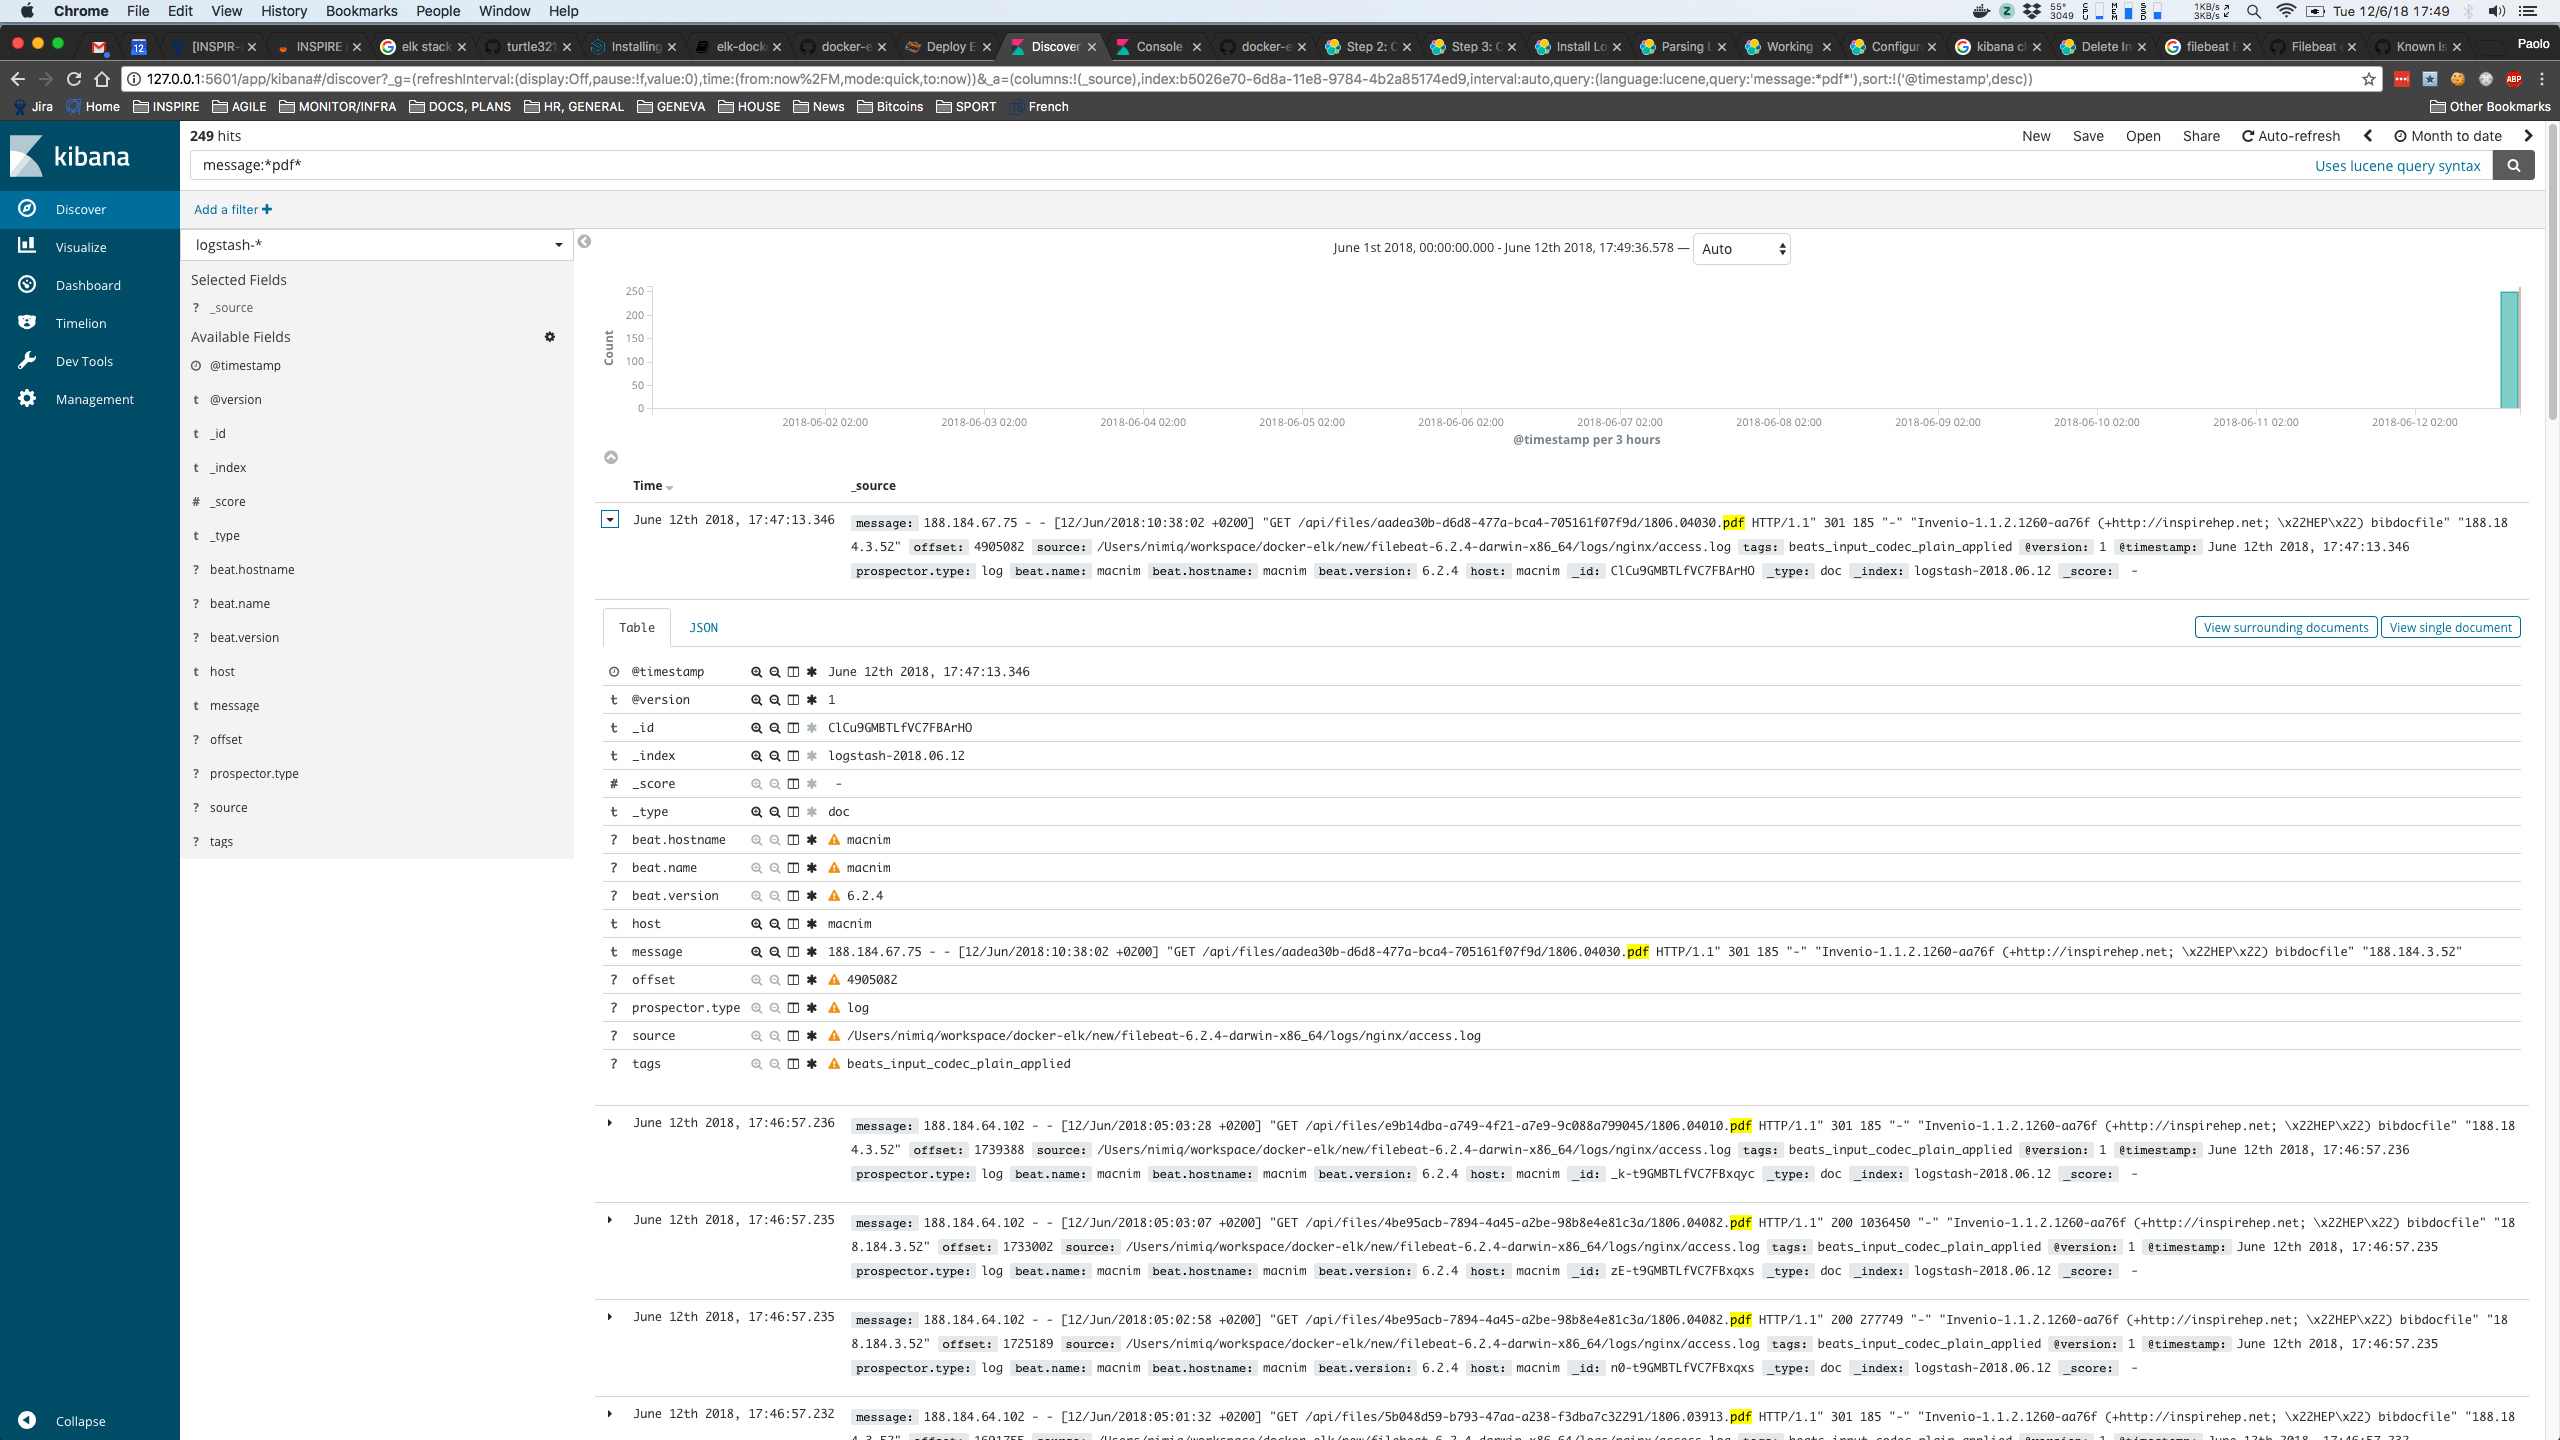 Chrome File Edit View History Bookmarks People Window Help
55° 3049 1KB/s 3KB/s Tue 12/6/18 17:49
12 [INSPIR- INSPIRE elk stack turtle321 Installing elk-docke docker-e Deploy E Discover Console docker-e Step 2: C Step 3: C Install Lo Parsing L Working Configura kibana cl Delete In filebeat E Filebeat Known Is Paolo
127.0.0.1:5601/app/kibana#/discover?_g=(refreshInterval:(display:Off,pause:!f,value:0),time:(from:now%2FM,mode:quick,to:now))&_a=(columns:!(_source),index:b5026e70-6d8a-11e8-9784-4b2a85174ed9,interval:auto,query:(language:lucene,query:'message:*pdf*'),sort:!('@timestamp',desc))
Jira Home INSPIRE AGILE MONITOR/INFRA DOCS, PLANS HR, GENERAL GENEVA HOUSE News Bitcoins SPORT French Other Bookmarks
kibana
Discover
Visualize
Dashboard
Timelion
Dev Tools
Management
Collapse
249 hits
New Save Open Share Auto-refresh Month to date
message:*pdf*
Uses lucene query syntax
Add a filter +
logstash-*
Selected Fields
? _source
Available Fields
@timestamp
t @version
t _id
t _index
# _score
t _type
? beat.hostname
? beat.name
? beat.version
t host
t message
? offset
? prospector.type
? source
? tags
June 1st 2018, 00:00:00.000 - June 12th 2018, 17:49:36.578 — Auto
Count
250
200
150
100
50
0
2018-06-02 02:00 2018-06-03 02:00 2018-06-04 02:00 2018-06-05 02:00 2018-06-06 02:00 2018-06-07 02:00 2018-06-08 02:00 2018-06-09 02:00 2018-06-10 02:00 2018-06-11 02:00 2018-06-12 02:00
@timestamp per 3 hours
Time _source
June 12th 2018, 17:47:13.346 message: 188.184.67.75 - - [12/Jun/2018:10:38:02 +0200] "GET /api/files/aadea30b-d6d8-477a-bca4-705161f07f9d/1806.04030.pdf HTTP/1.1" 301 185 "-" "Invenio-1.1.2.1260-aa76f (+http://inspirehep.net; \x22HEP\x22) bibdocfile" "188.18
4.3.52" offset: 4905082 source: /Users/nimiq/workspace/docker-elk/new/filebeat-6.2.4-darwin-x86_64/logs/nginx/access.log tags: beats_input_codec_plain_applied @version: 1 @timestamp: June 12th 2018, 17:47:13.346
prospector.type: log beat.name: macnim beat.hostname: macnim beat.version: 6.2.4 host: macnim _id: ClCu9GMBTLfVC7FBArHO _type: doc _index: logstash-2018.06.12 _score: -
Table JSON View surrounding documents View single document
@timestamp June 12th 2018, 17:47:13.346
t @version 1
t _id ClCu9GMBTLfVC7FBArHO
t _index logstash-2018.06.12
# _score -
t _type doc
? beat.hostname macnim
? beat.name macnim
? beat.version 6.2.4
t host macnim
t message 188.184.67.75 - - [12/Jun/2018:10:38:02 +0200] "GET /api/files/aadea30b-d6d8-477a-bca4-705161f07f9d/1806.04030.pdf HTTP/1.1" 301 185 "-" "Invenio-1.1.2.1260-aa76f (+http://inspirehep.net; \x22HEP\x22) bibdocfile" "188.184.3.52"
? offset 4905082
? prospector.type log
? source /Users/nimiq/workspace/docker-elk/new/filebeat-6.2.4-darwin-x86_64/logs/nginx/access.log
? tags beats_input_codec_plain_applied
June 12th 2018, 17:46:57.236 message: 188.184.64.102 - - [12/Jun/2018:05:03:28 +0200] "GET /api/files/e9b14dba-a749-4f21-a7e9-9c088a799045/1806.04010.pdf HTTP/1.1" 301 185 "-" "Invenio-1.1.2.1260-aa76f (+http://inspirehep.net; \x22HEP\x22) bibdocfile" "188.18
4.3.52" offset: 1739388 source: /Users/nimiq/workspace/docker-elk/new/filebeat-6.2.4-darwin-x86_64/logs/nginx/access.log tags: beats_input_codec_plain_applied @version: 1 @timestamp: June 12th 2018, 17:46:57.236
prospector.type: log beat.name: macnim beat.hostname: macnim beat.version: 6.2.4 host: macnim _id: _k-t9GMBTLfVC7FBxqyc _type: doc _index: logstash-2018.06.12 _score: -
June 12th 2018, 17:46:57.235 message: 188.184.64.102 - - [12/Jun/2018:05:03:07 +0200] "GET /api/files/4be95acb-7894-4a45-a2be-98b8e4e81c3a/1806.04082.pdf HTTP/1.1" 200 1036450 "-" "Invenio-1.1.2.1260-aa76f (+http://inspirehep.net; \x22HEP\x22) bibdocfile" "18
8.184.3.52" offset: 1733002 source: /Users/nimiq/workspace/docker-elk/new/filebeat-6.2.4-darwin-x86_64/logs/nginx/access.log tags: beats_input_codec_plain_applied @version: 1 @timestamp: June 12th 2018, 17:46:57.235
prospector.type: log beat.name: macnim beat.hostname: macnim beat.version: 6.2.4 host: macnim _id: zE-t9GMBTLfVC7FBxqxs _type: doc _index: logstash-2018.06.12 _score: -
June 12th 2018, 17:46:57.235 message: 188.184.64.102 - - [12/Jun/2018:05:02:58 +0200] "GET /api/files/4be95acb-7894-4a45-a2be-98b8e4e81c3a/1806.04082.pdf HTTP/1.1" 200 277749 "-" "Invenio-1.1.2.1260-aa76f (+http://inspirehep.net; \x22HEP\x22) bibdocfile" "18
8.184.3.52" offset: 1725189 source: /Users/nimiq/workspace/docker-elk/new/filebeat-6.2.4-darwin-x86_64/logs/nginx/access.log tags: beats_input_codec_plain_applied @version: 1 @timestamp: June 12th 2018, 17:46:57.235
prospector.type: log beat.name: macnim beat.hostname: macnim beat.version: 6.2.4 host: macnim _id: n0-t9GMBTLfVC7FBxqxs _type: doc _index: logstash-2018.06.12 _score: -
June 12th 2018, 17:46:57.232 message: 188.184.64.102 - - [12/Jun/2018:05:01:32 +0200] "GET /api/files/5b048d59-b793-47aa-a238-f3dba7c32291/1806.03913.pdf HTTP/1.1" 301 185 "-" "Invenio-1.1.2.1260-aa76f (+http://inspirehep.net; \x22HEP\x22) bibdocfile" "188.18